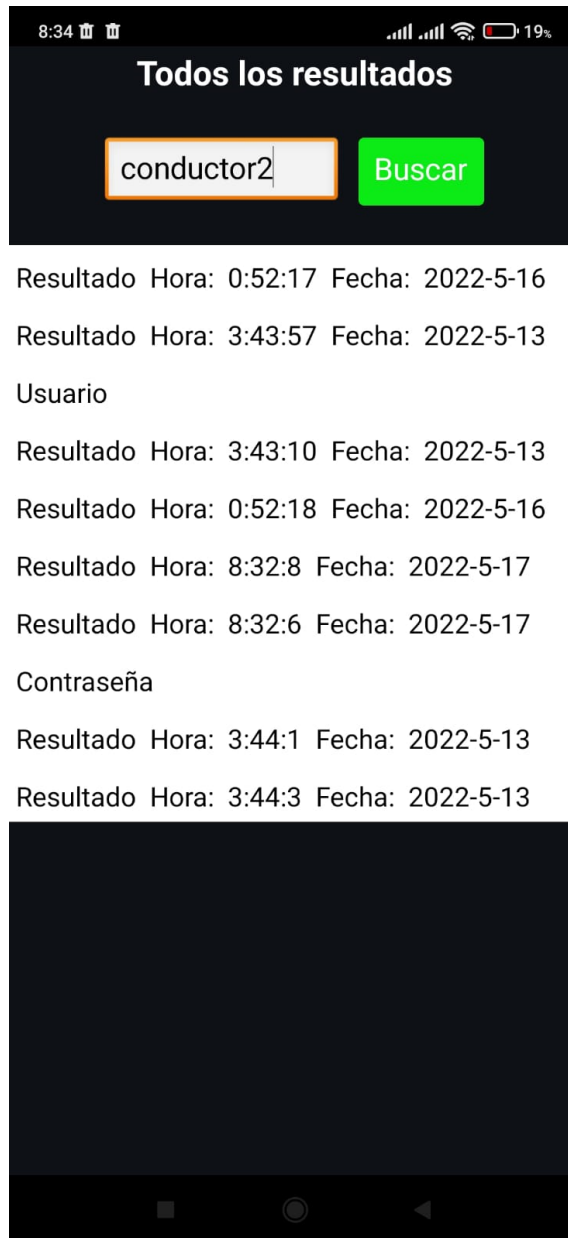 8:34 19%
Todos los resultados
conductor2 Buscar
Resultado Hora: 0:52:17 Fecha: 2022-5-16
Resultado Hora: 3:43:57 Fecha: 2022-5-13
Usuario
Resultado Hora: 3:43:10 Fecha: 2022-5-13
Resultado Hora: 0:52:18 Fecha: 2022-5-16
Resultado Hora: 8:32:8 Fecha: 2022-5-17
Resultado Hora: 8:32:6 Fecha: 2022-5-17
Contraseña
Resultado Hora: 3:44:1 Fecha: 2022-5-13
Resultado Hora: 3:44:3 Fecha: 2022-5-13